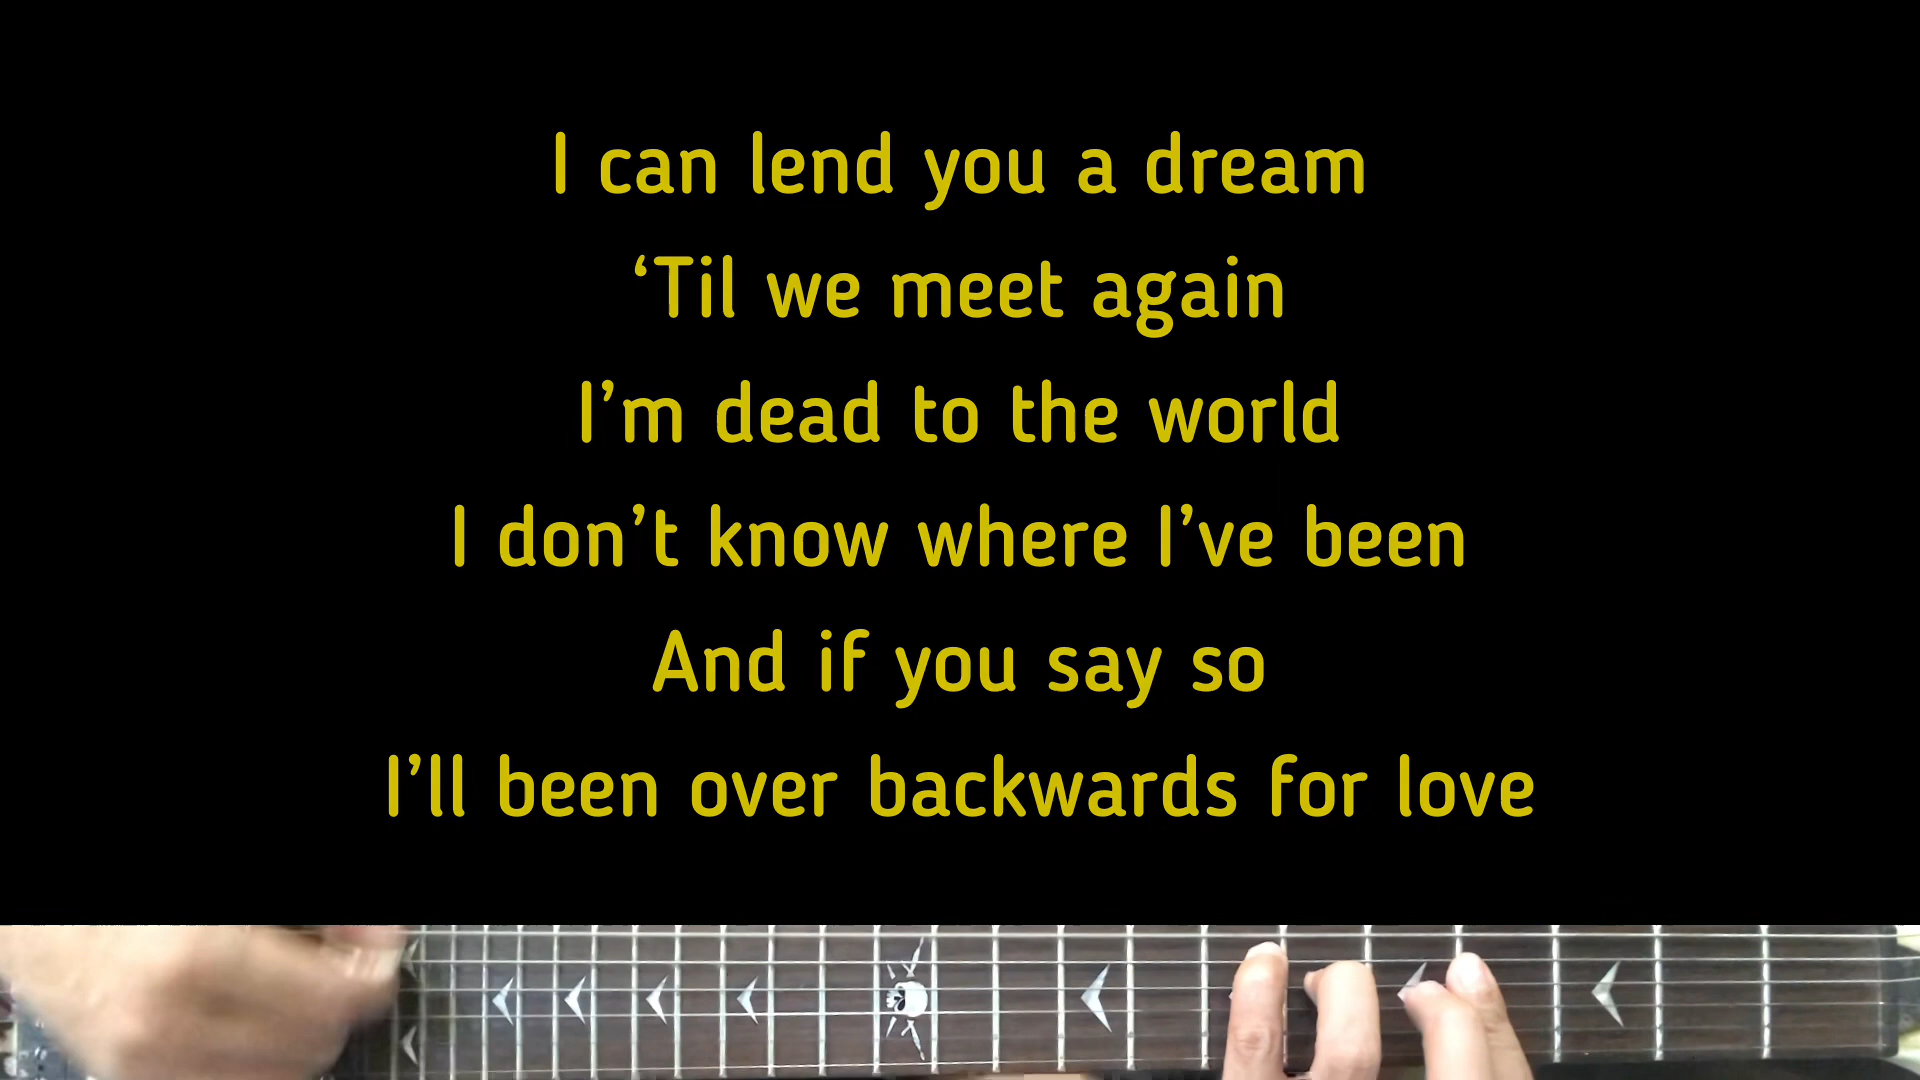 I can lend you a dream
‘Til we meet again
I’m dead to the world
I don’t know where I’ve been
And if you say so
I’ll been over backwards for love